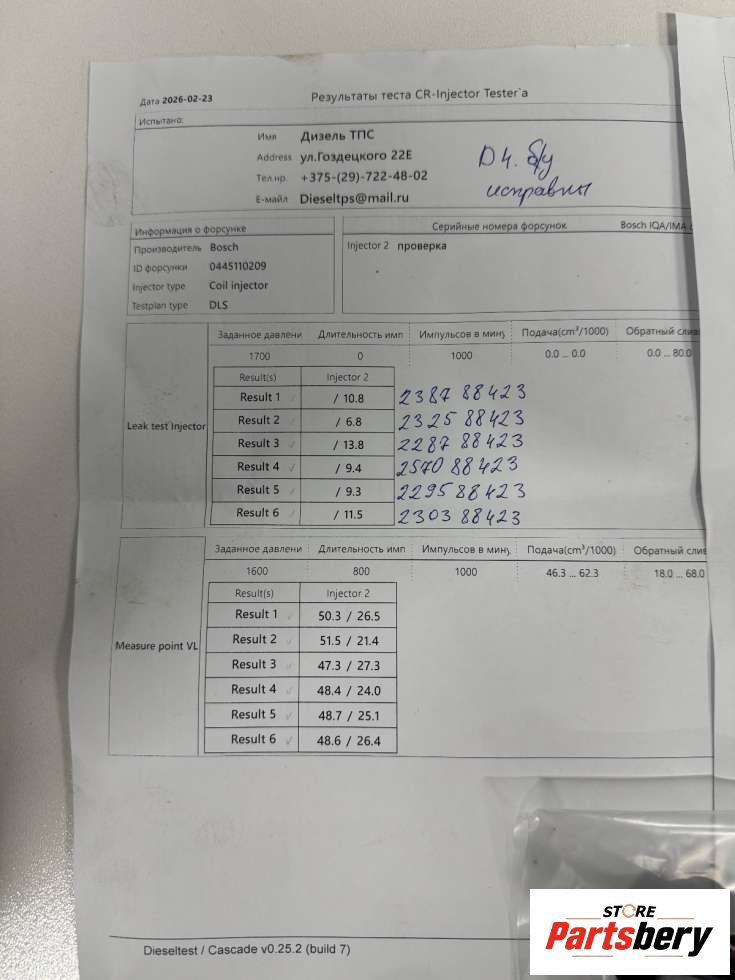 Дата 2026-02-23
Результаты теста CR-Injector Tester`а
Испытано:
Имя Дизель ТПС
Address ул.Гоздецкого 22Е
Тел.нр. +375-(29)-722-48-02
Е-майл Dieseltps@mail.ru
D4. б/у
исправны
Информация о форсунке
Производитель Bosch
ID форсунки 0445110209
Injector type Coil injector
Testplan type DLS
Серийные номера форсунок Bosch IQA/IMA
Injector 2 проверка
Leak test Injector
Заданное давлени Длительность имп Импульсов в мину Подача(cm³/1000) Обратный слив
1700 0 1000 0.0 ... 0.0 0.0 ... 80.0
Result(s) Injector 2
Result 1 ✓ / 10.8 2387 88423
Result 2 ✓ / 6.8 2325 88423
Result 3 ✓ / 13.8 2287 88423
Result 4 ✓ / 9.4 2570 88423
Result 5 ✓ / 9.3 2295 88423
Result 6 ✓ / 11.5 2303 88423
Measure point VL
Заданное давлени Длительность имп Импульсов в мину Подача(cm³/1000) Обратный слив
1600 800 1000 46.3 ... 62.3 18.0 ... 68.0
Result(s) Injector 2
Result 1 ✓ 50.3 / 26.5
Result 2 ✓ 51.5 / 21.4
Result 3 ✓ 47.3 / 27.3
Result 4 ✓ 48.4 / 24.0
Result 5 ✓ 48.7 / 25.1
Result 6 ✓ 48.6 / 26.4
Dieseltest / Cascade v0.25.2 (build 7)
STORE
Partsbery